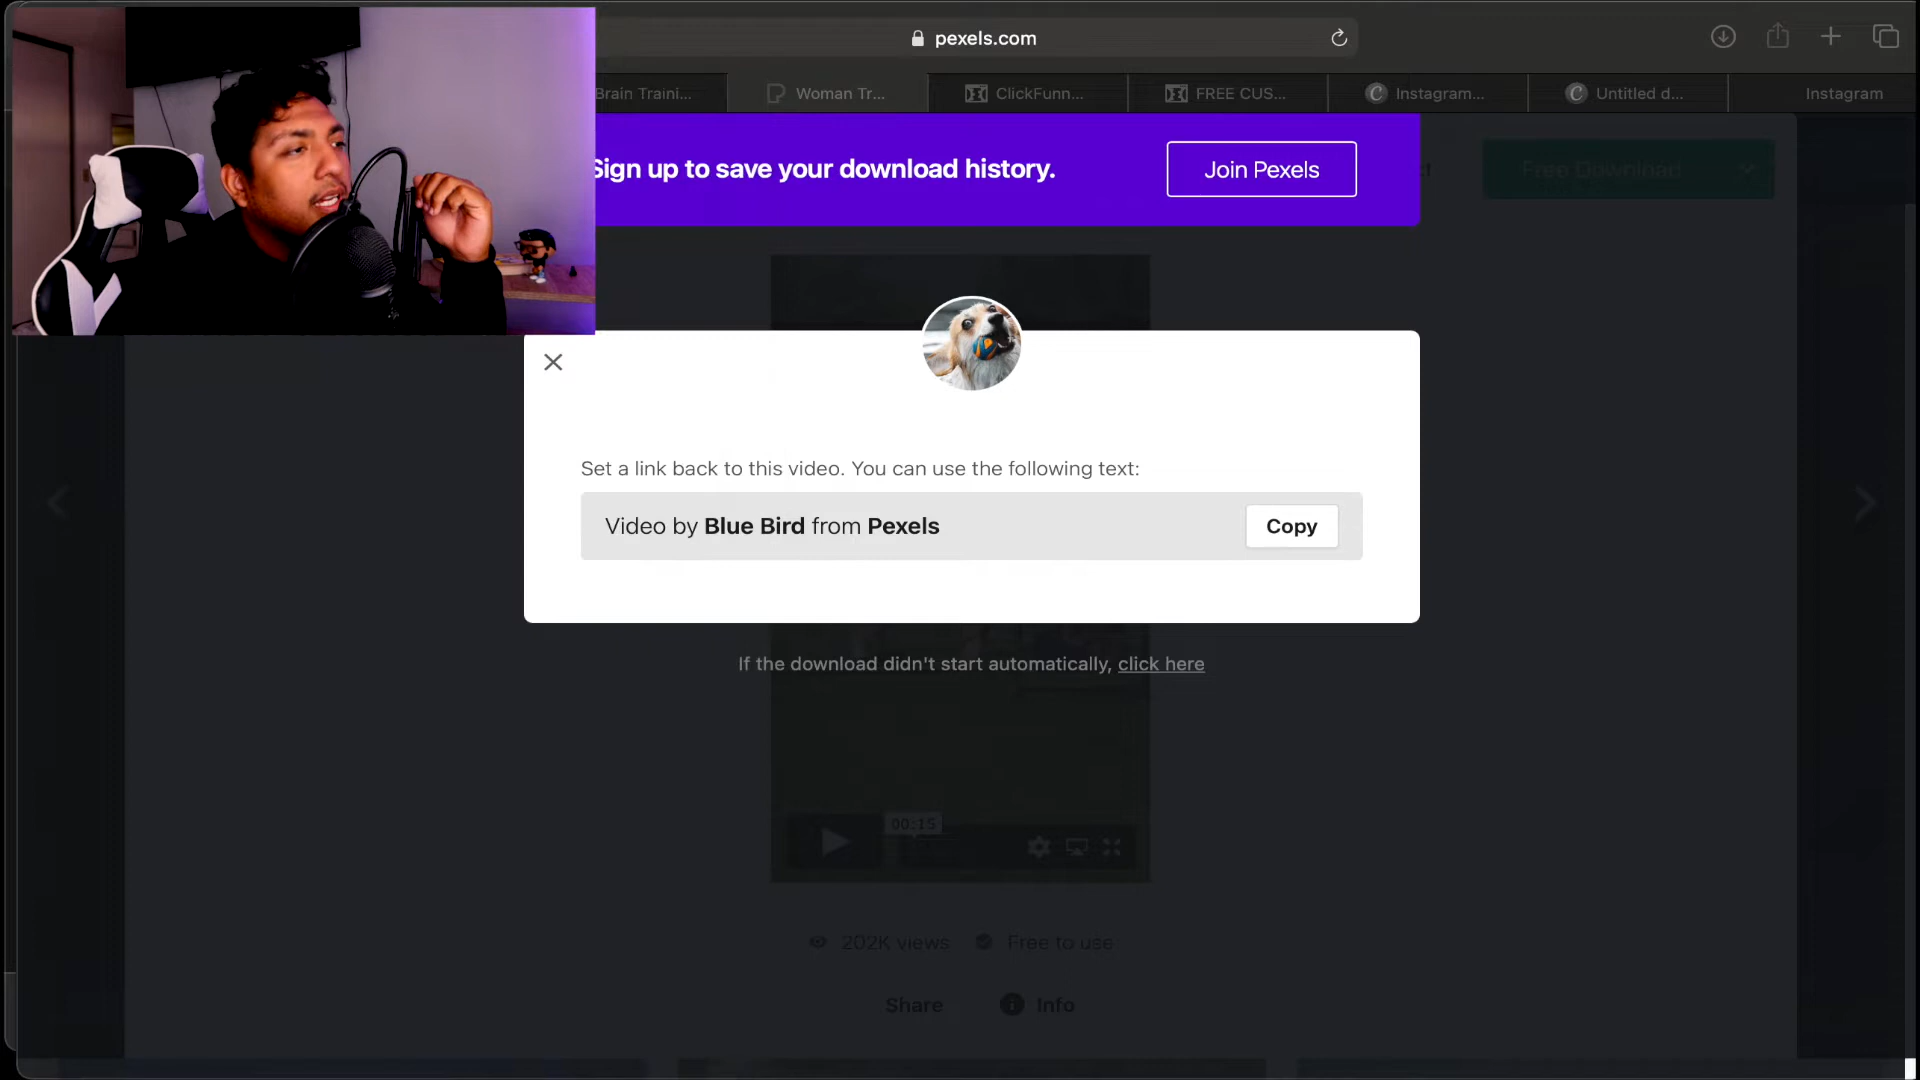 pexels.com
Brain Traini...
Woman Tr...
ClickFunn...
FREE CUS...
Instagram...
Untitled d...
Instagram
Sign up to save your download history.
Join Pexels
Free Download
Set a link back to this video. You can use the following text:
Video by Blue Bird from Pexels
Copy
If the download didn't start automatically, click here
00:15
202K views
Free to use
Share
Info